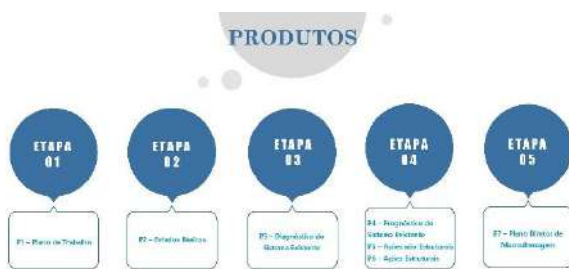 PRODUTOS
ETAPA
01
ETAPA
02
ETAPA
03
ETAPA
04
ETAPA
05
P1 – Plano de Trabalho
P2 – Estudos Básicos
P3 – Diagnóstico do
Sistema Existente
P4 – Prognóstico do
Sistema Existente
P5 – Ações não Estruturais
P6 – Ações Estruturais
P7 – Plano Diretor de
Macrodrenagem